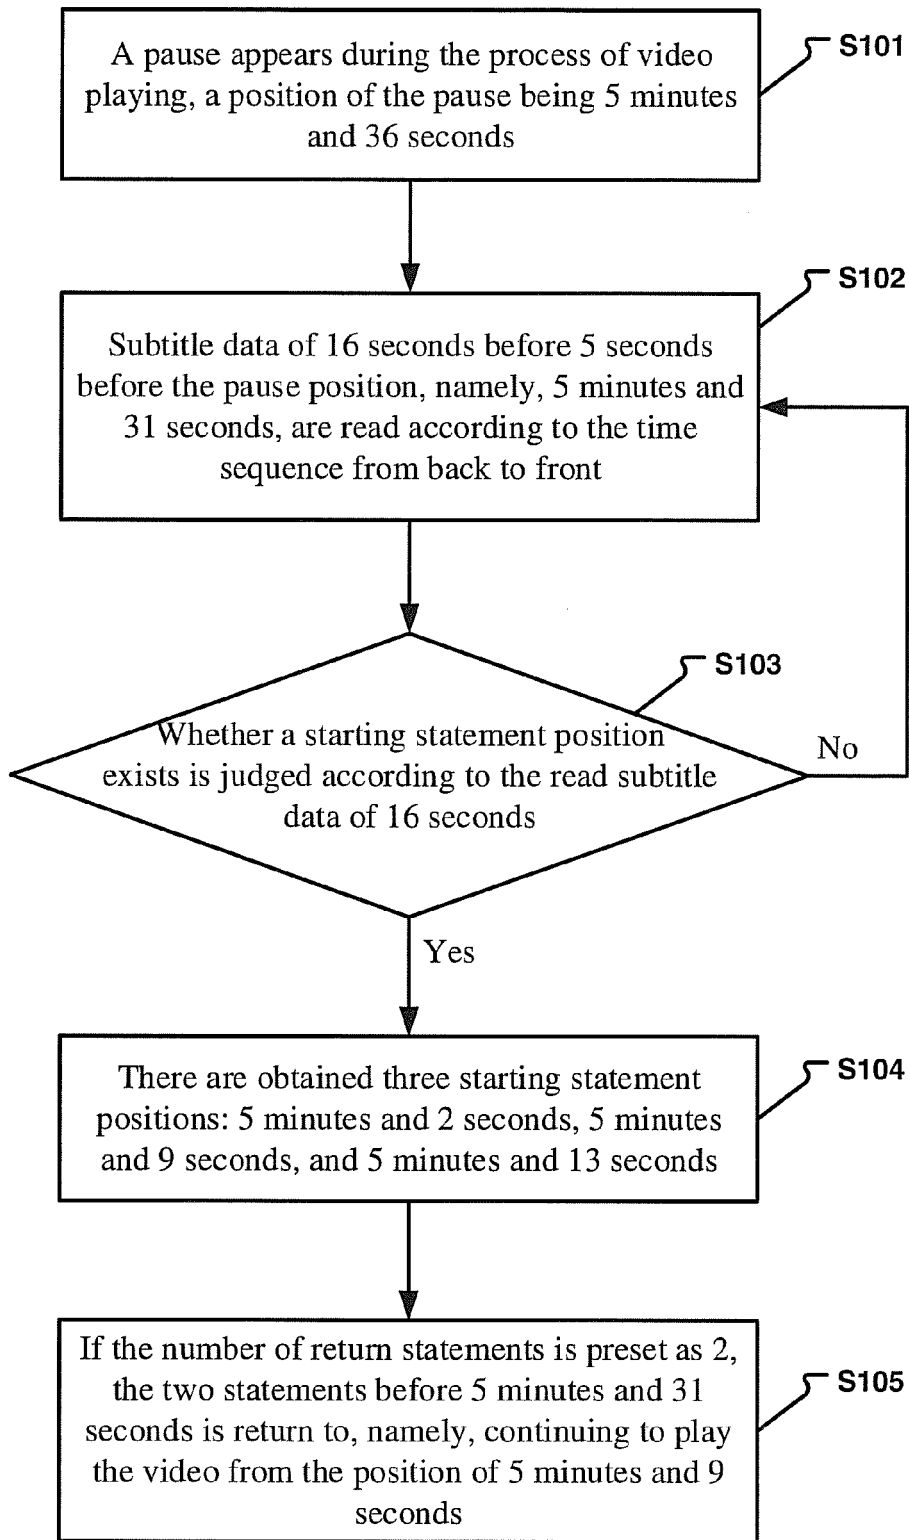 A pause appears during the process of video
playing, a position of the pause being 5 minutes
and 36 seconds
S101
Subtitle data of 16 seconds before 5 seconds
before the pause position, namely, 5 minutes and
31 seconds, are read according to the time
sequence from back to front
S102
Whether a starting statement position
exists is judged according to the read subtitle
data of 16 seconds
S103
No
Yes
There are obtained three starting statement
positions: 5 minutes and 2 seconds, 5 minutes
and 9 seconds, and 5 minutes and 13 seconds
S104
If the number of return statements is preset as 2,
the two statements before 5 minutes and 31
seconds is return to, namely, continuing to play
the video from the position of 5 minutes and 9
seconds
S105